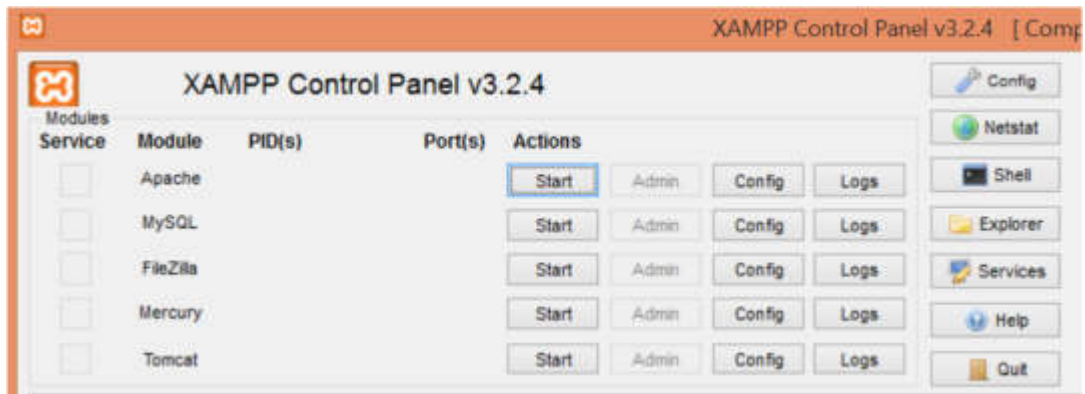 XAMPP Control Panel v3.2.4 [ Comp
XAMPP Control Panel v3.2.4
Modules
Service Module PID(s) Port(s) Actions
Apache Start Admin Config Logs
MySQL Start Admin Config Logs
FileZilla Start Admin Config Logs
Mercury Start Admin Config Logs
Tomcat Start Admin Config Logs
Config
Netstat
Shell
Explorer
Services
Help
Quit